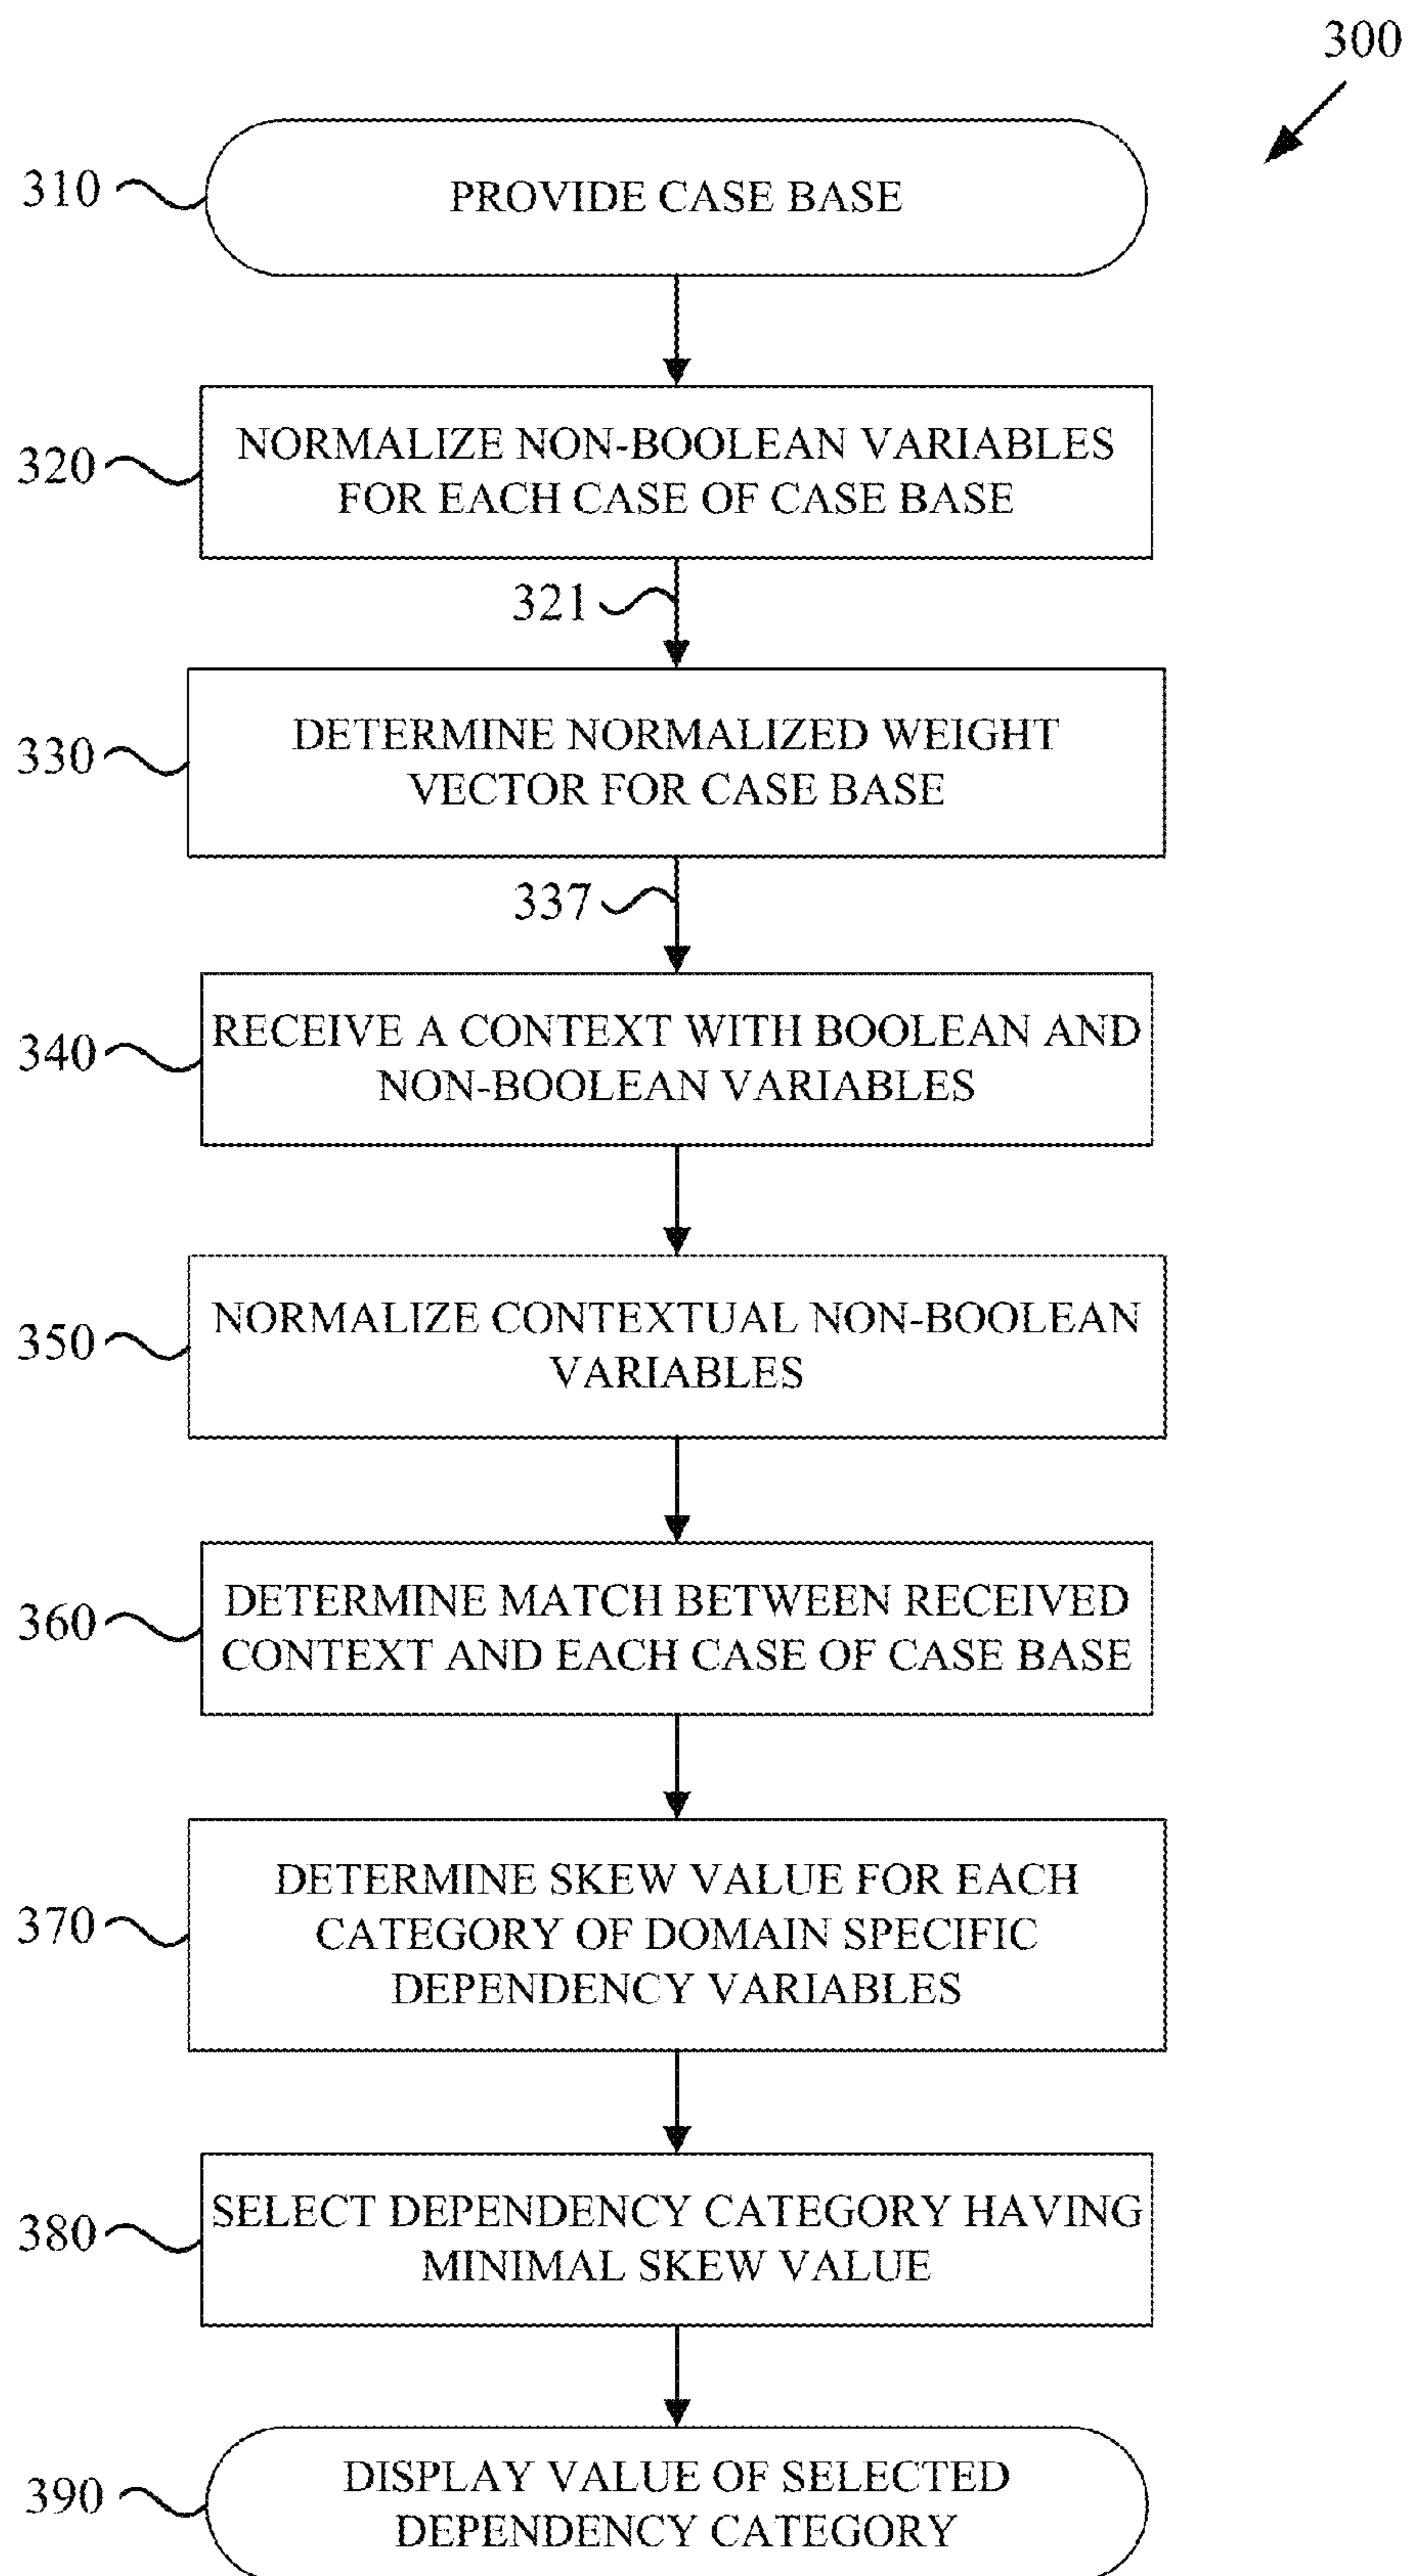 300
310
PROVIDE CASE BASE
320
NORMALIZE NON-BOOLEAN VARIABLES
FOR EACH CASE OF CASE BASE
321
330
DETERMINE NORMALIZED WEIGHT
VECTOR FOR CASE BASE
337
340
RECEIVE A CONTEXT WITH BOOLEAN AND
NON-BOOLEAN VARIABLES
350
NORMALIZE CONTEXTUAL NON-BOOLEAN
VARIABLES
360
DETERMINE MATCH BETWEEN RECEIVED
CONTEXT AND EACH CASE OF CASE BASE
370
DETERMINE SKEW VALUE FOR EACH
CATEGORY OF DOMAIN SPECIFIC
DEPENDENCY VARIABLES
380
SELECT DEPENDENCY CATEGORY HAVING
MINIMAL SKEW VALUE
390
DISPLAY VALUE OF SELECTED
DEPENDENCY CATEGORY